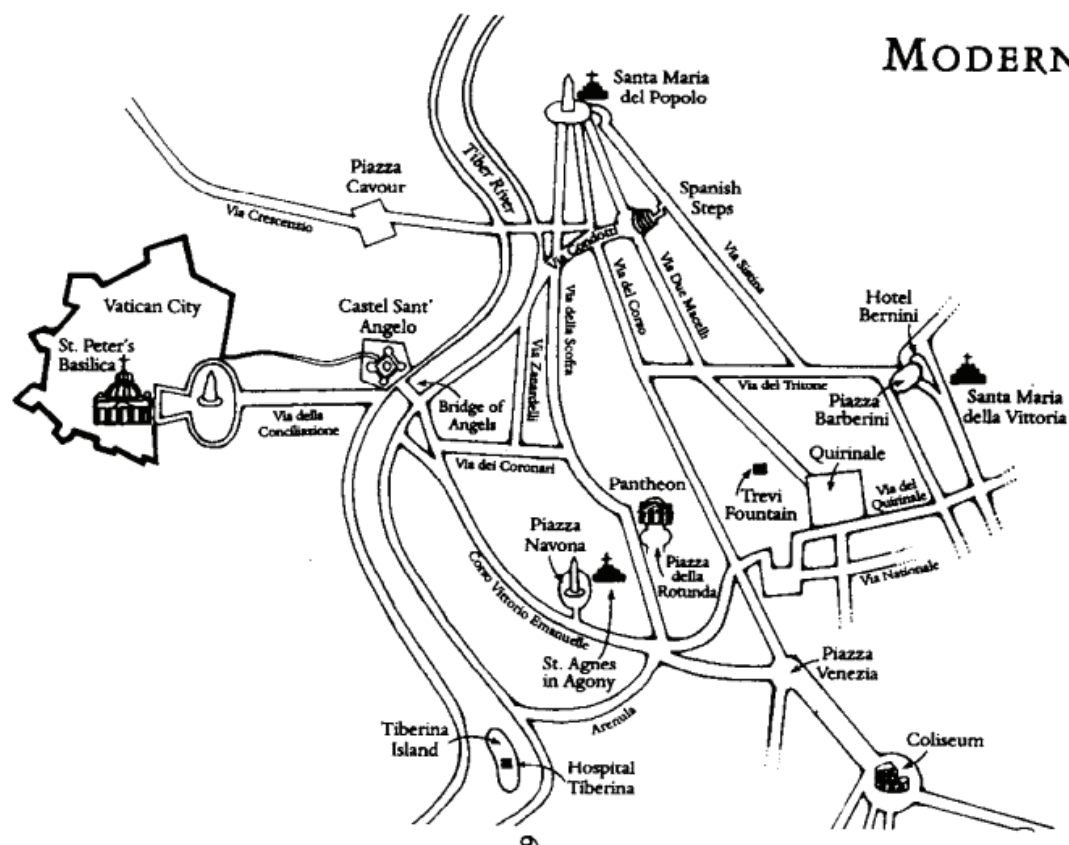 MODERN
Santa Maria
del Popolo
Tiber River
Piazza
Cavour
Spanish
Steps
Via Crescenzio
Via Condotti
Via Sistina
Vatican City
Castel Sant'
Angelo
Via del Corso
Via Due Macelli
Hotel
Bernini
St. Peter's
Basilica
Via della Scofra
Via Zanardelli
Bridge of
Angels
Via del Tritone
Piazza
Barberini
Santa Maria
della Vittoria
Via della
Conciliazione
Via dei Coronari
Pantheon
Quirinale
Trevi
Fountain
Via del
Quirinale
Piazza
Navona
Piazza
della
Rotunda
Via Nationale
Corso Vittorio Emanuelle
St. Agnes
in Agony
Piazza
Venezia
Arenula
Tiberina
Island
Hospital
Tiberina
Coliseum